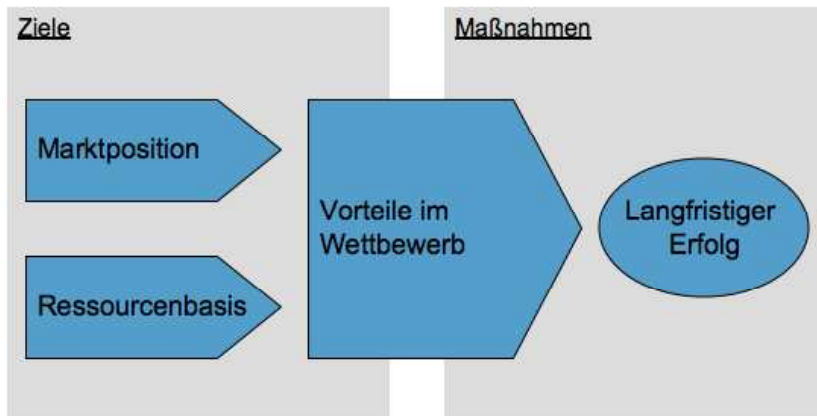 Ziele
Maßnahmen
Marktposition
Ressourcenbasis
Vorteile im
Wettbewerb
Langfristiger
Erfolg